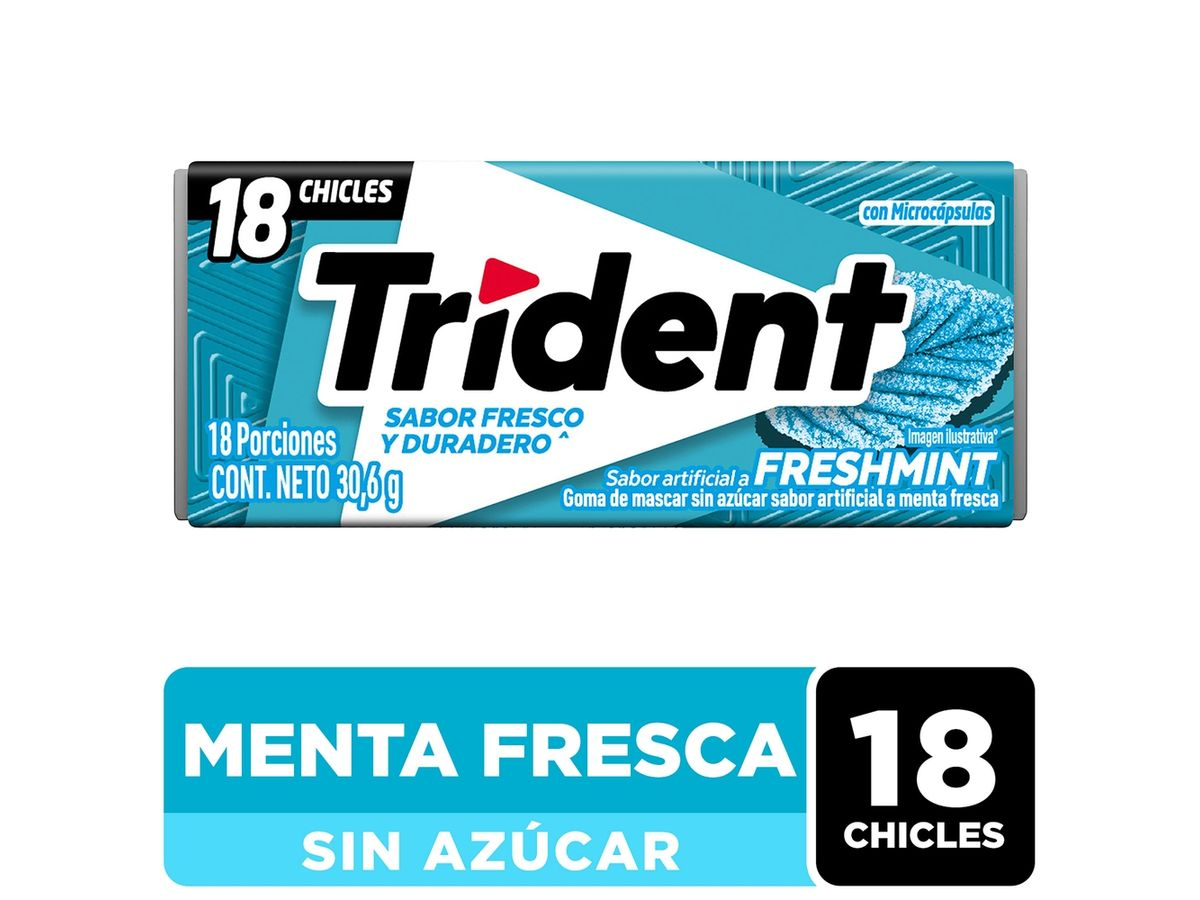 18 CHICLES
con Microcápsulas
Trident
SABOR FRESCO
Y DURADERO^
18 Porciones
CONT. NETO 30,6 g
Imagen ilustrativa°
Sabor artificial a FRESHMINT
Goma de mascar sin azúcar sabor artificial a menta fresca
MENTA FRESCA
SIN AZÚCAR
18
CHICLES